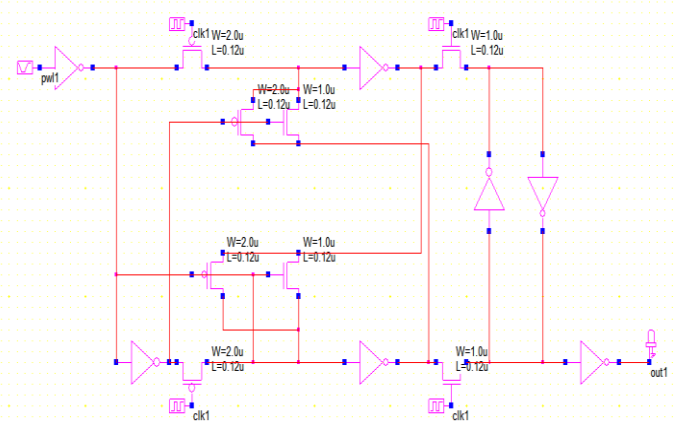 clk1 W=2.0u
L=0.12u
clk1 W=1.0u
L=0.12u
pwl1
W=2.0u W=1.0u
L=0.12u L=0.12u
W=2.0u W=1.0u
L=0.12u L=0.12u
W=2.0u
L=0.12u
W=1.0u
L=0.12u
out1
clk1
clk1